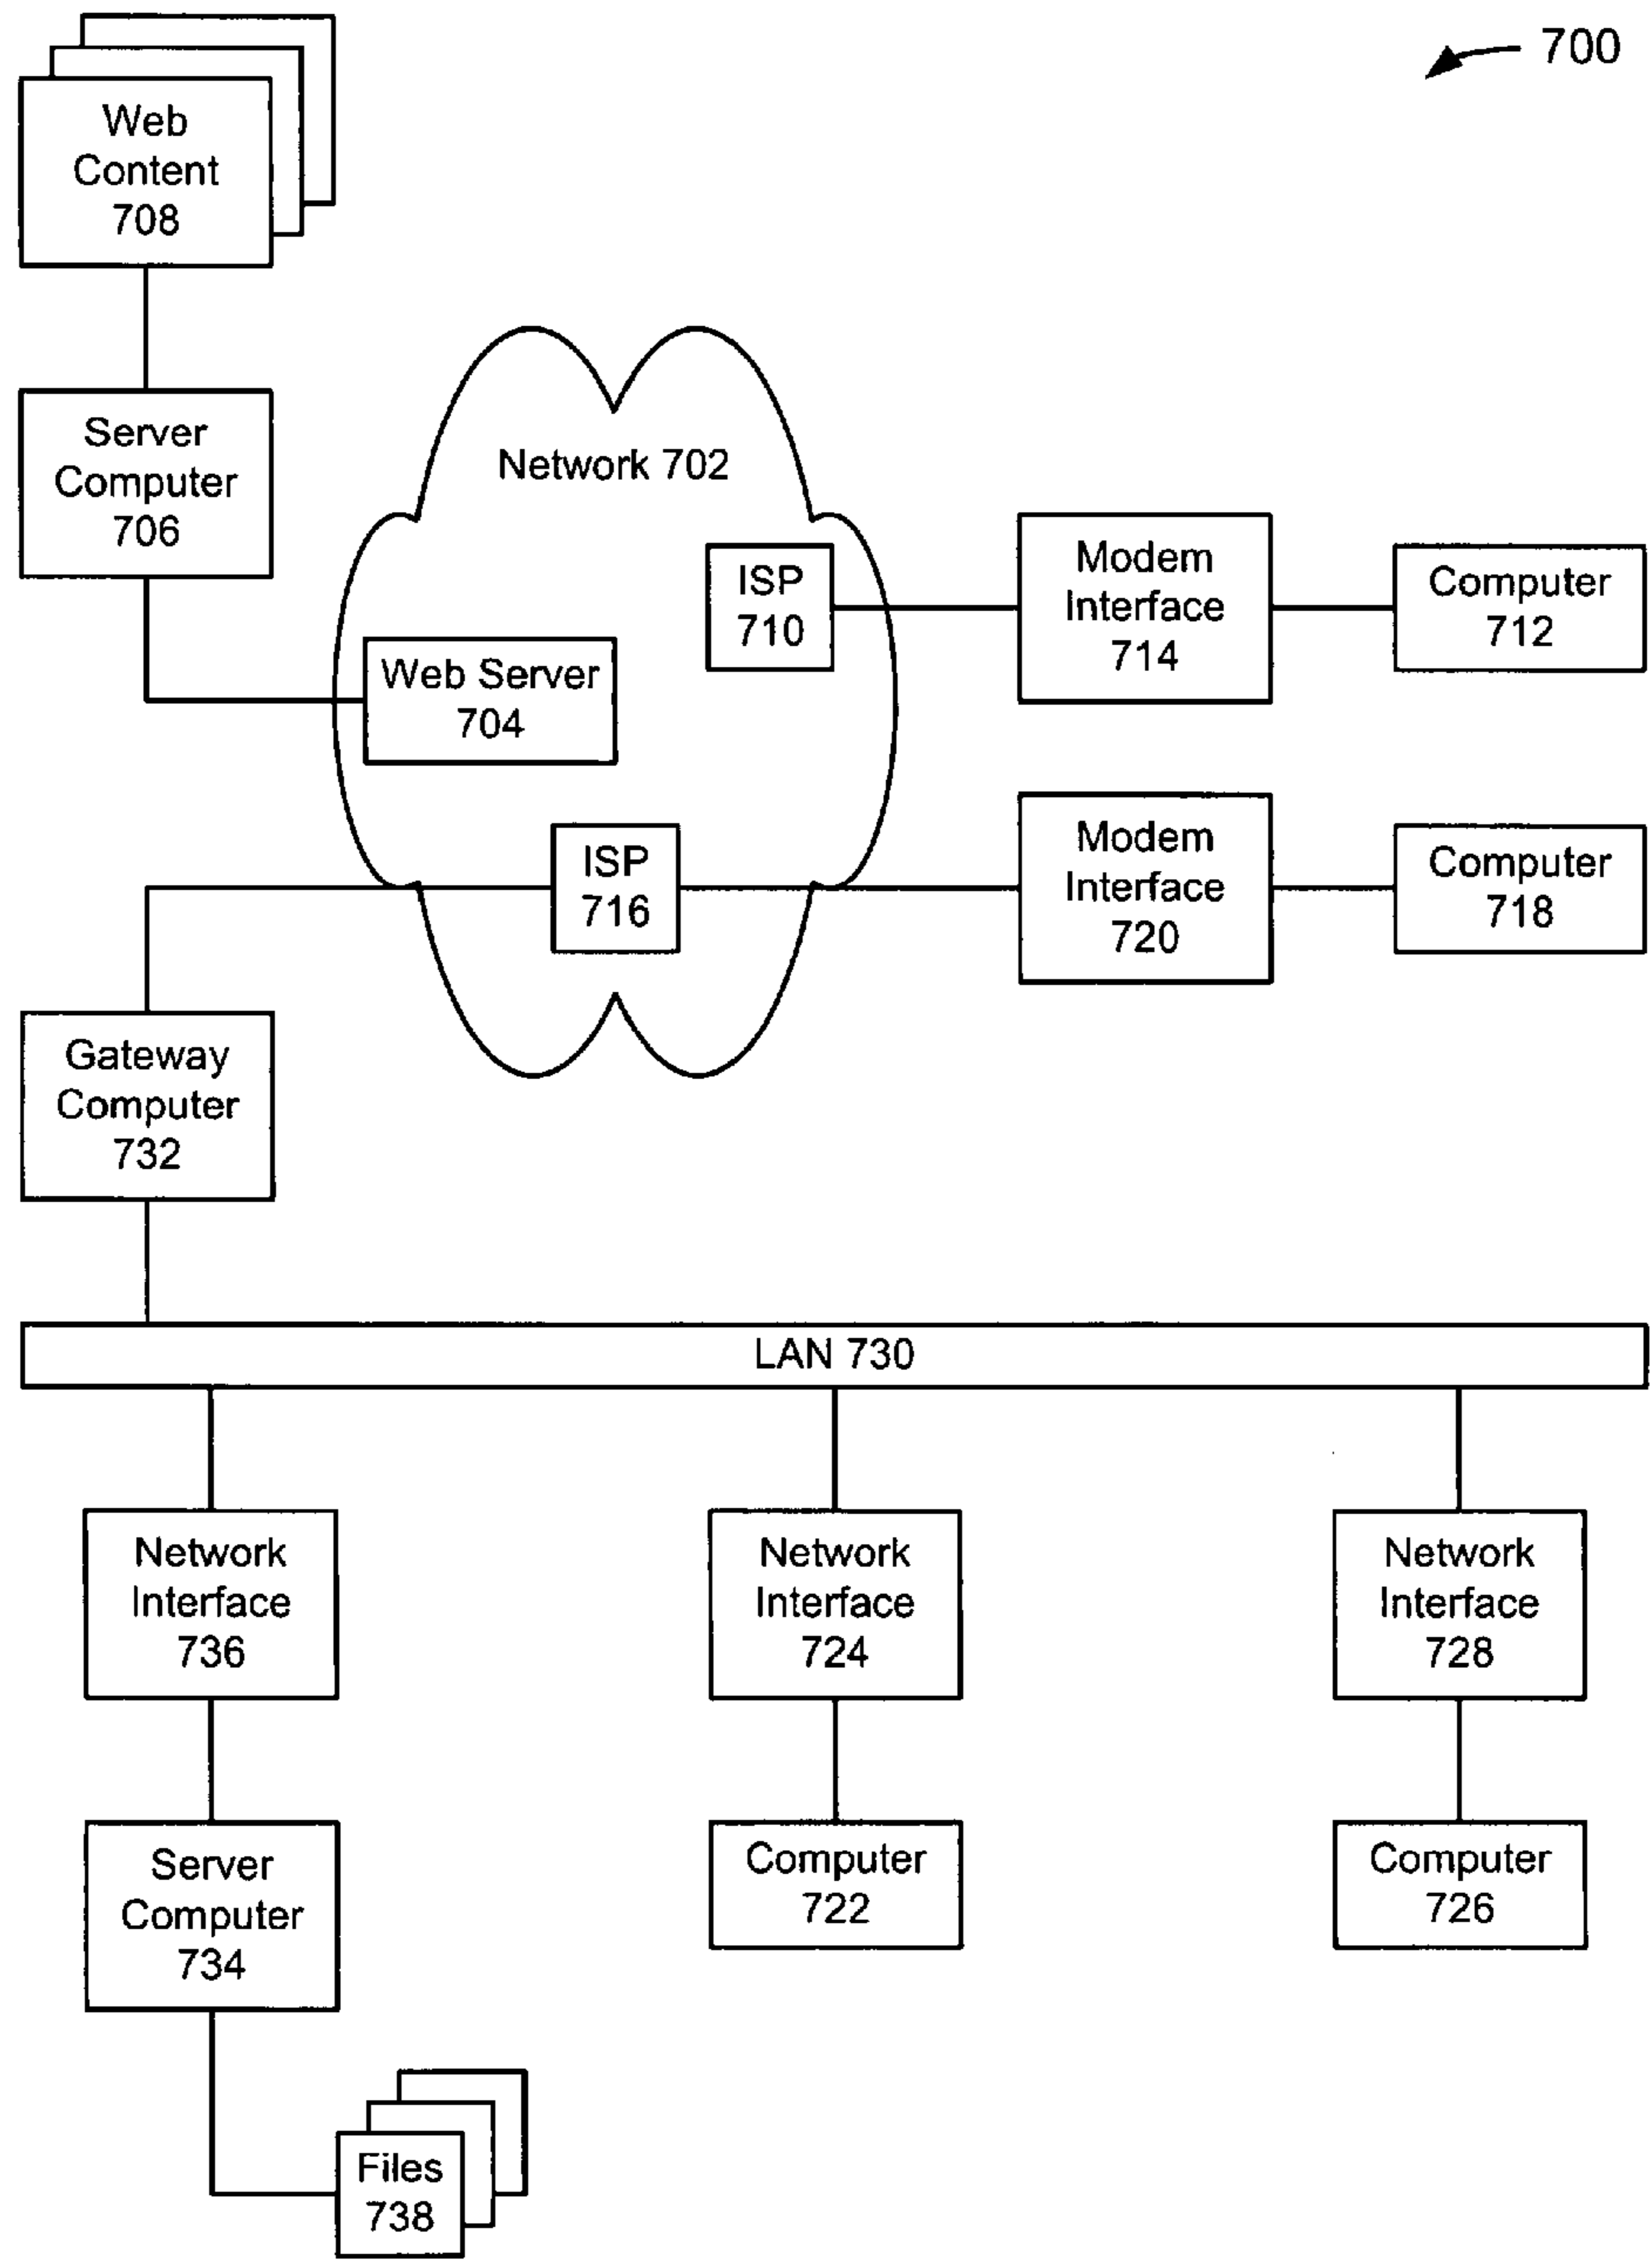 700
Web
Content
708
Server
Computer
706
Network 702
ISP
710
Modem
Interface
714
Computer
712
Web Server
704
ISP
716
Modem
Interface
720
Computer
718
Gateway
Computer
732
LAN 730
Network
Interface
736
Network
Interface
724
Network
Interface
728
Server
Computer
734
Computer
722
Computer
726
Files
738